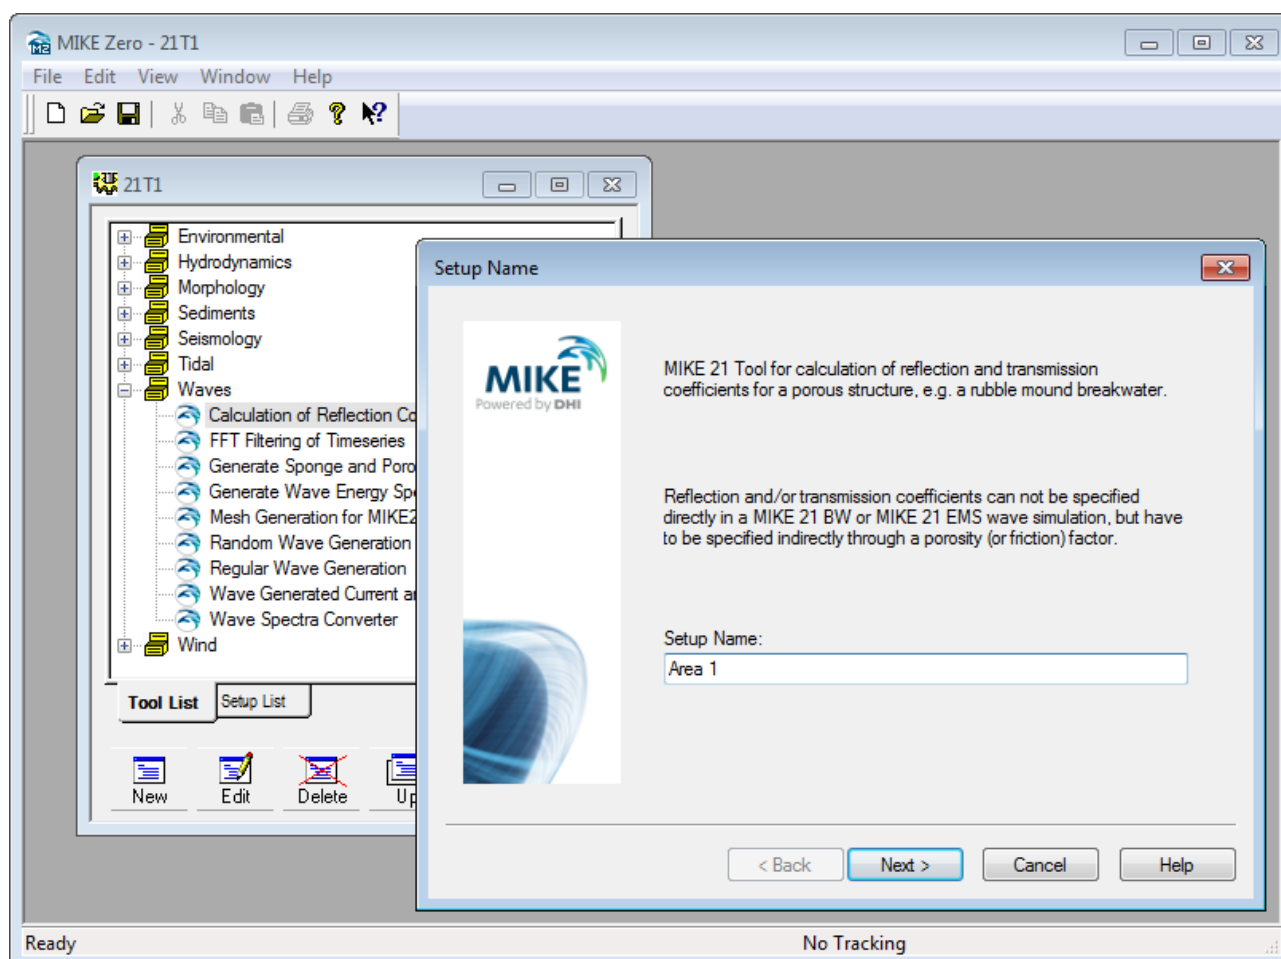 MIKE Zero - 21T1
File Edit View Window Help
21T1
Environmental
Hydrodynamics
Morphology
Sediments
Seismology
Tidal
Waves
Calculation of Reflection Co
FFT Filtering of Timeseries
Generate Sponge and Poro
Generate Wave Energy Spe
Mesh Generation for MIKE2
Random Wave Generation
Regular Wave Generation
Wave Generated Current a
Wave Spectra Converter
Wind
Tool List Setup List
New Edit Delete Up
Setup Name
MIKE
Powered by DHI
MIKE 21 Tool for calculation of reflection and transmission
coefficients for a porous structure, e.g. a rubble mound breakwater.
Reflection and/or transmission coefficients can not be specified
directly in a MIKE 21 BW or MIKE 21 EMS wave simulation, but have
to be specified indirectly through a porosity (or friction) factor.
Setup Name:
Area 1
< Back Next > Cancel Help
Ready No Tracking